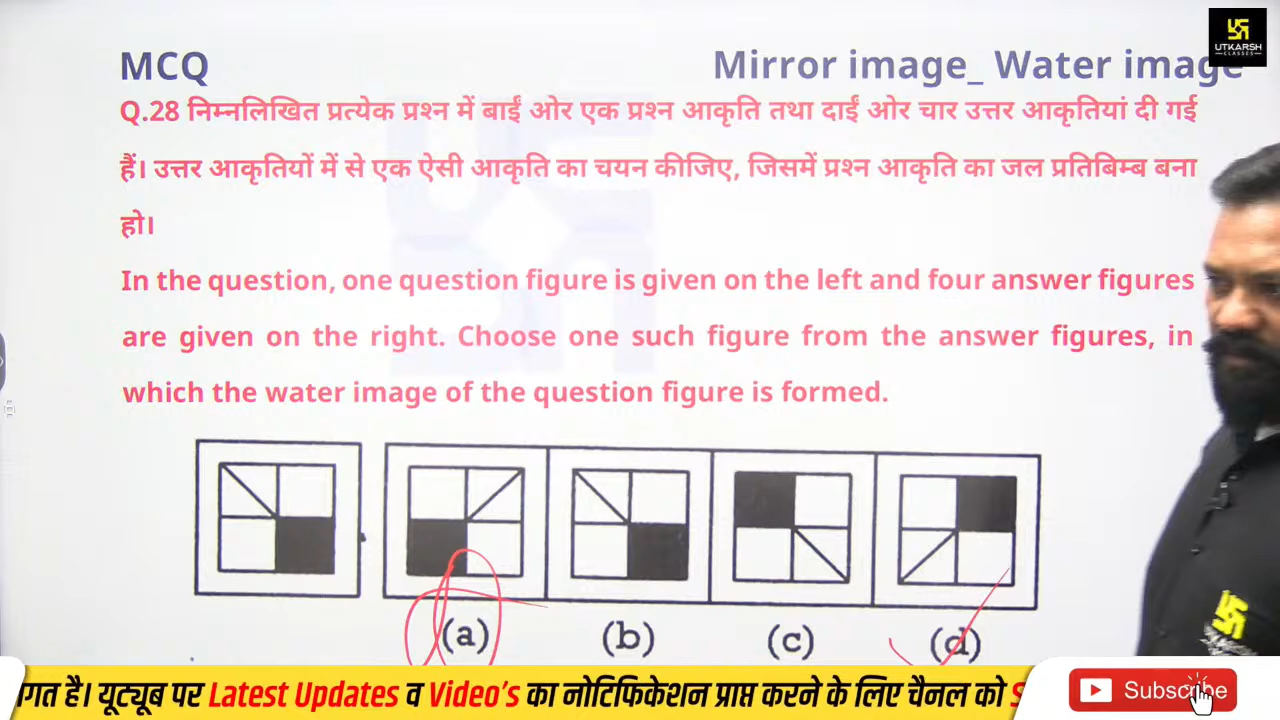 MCQ
Mirror image_ Water image
UTKARSH
CLASSES
Q.28 निम्नलिखित प्रत्येक प्रश्न में बाईं ओर एक प्रश्न आकृति तथा दाईं ओर चार उत्तर आकृतियां दी गई
हैं। उत्तर आकृतियों में से एक ऐसी आकृति का चयन कीजिए, जिसमें प्रश्न आकृति का जल प्रतिबिम्ब बना
हो।
In the question, one question figure is given on the left and four answer figures
are given on the right. Choose one such figure from the answer figures, in
which the water image of the question figure is formed.
(a) (b) (c) (d)
गत है। यूट्यूब पर Latest Updates व Video's का नोटिफिकेशन प्राप्त करने के लिए चैनल को S
Subscribe